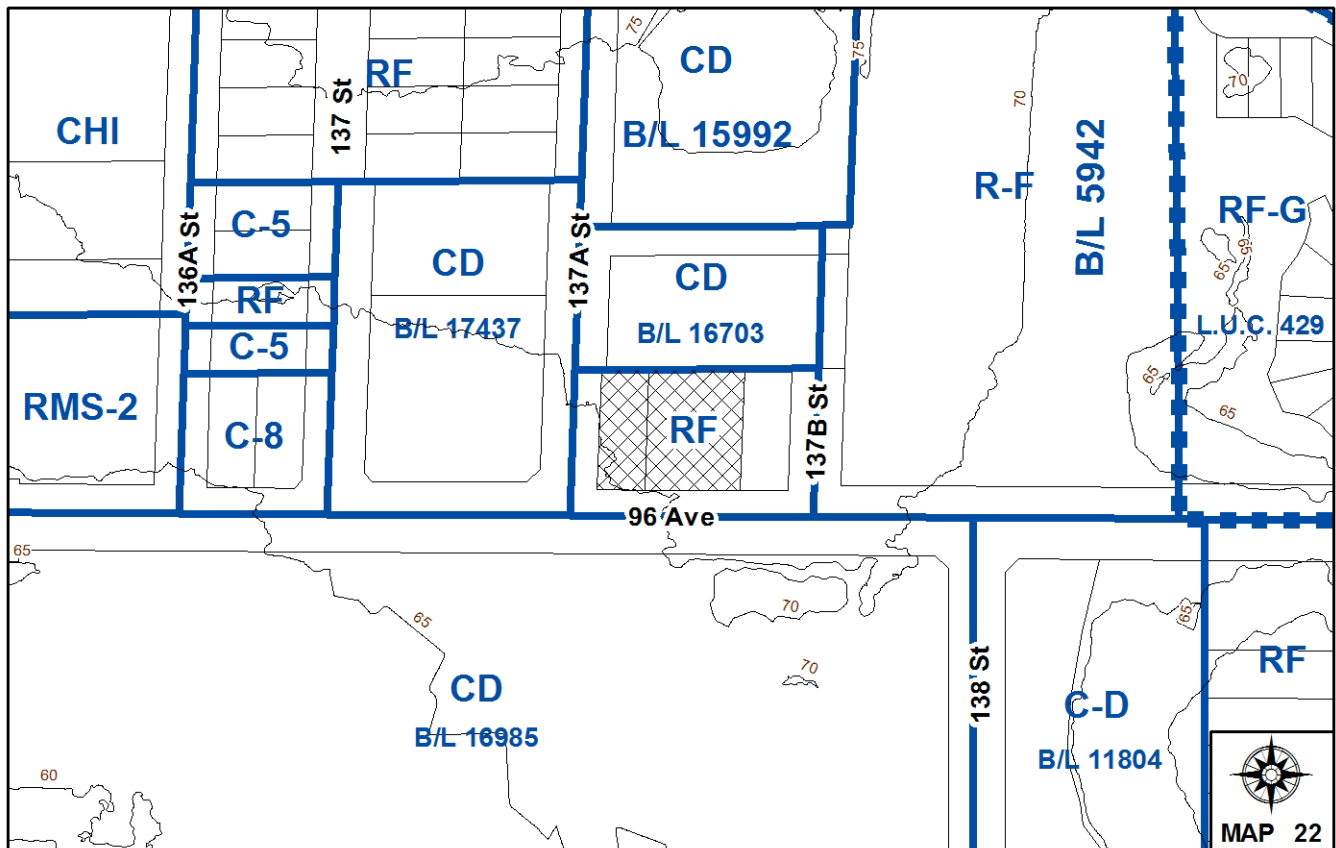 75
CD
75
RF
70
70
137 St
CHI
B/L 15992
B/L 5942
R-F
C-5
RF-G
136A St
137A St
65
65
CD
CD
RF
B/L 17437
B/L 16703
L.U.C. 429
C-5
65
RMS-2
C-8
RF
65
137B St
96 Ave
65
70
65
65
70
RF
138 St
CD
C-D
B/L 16985
B/L 11804
60
MAP 22